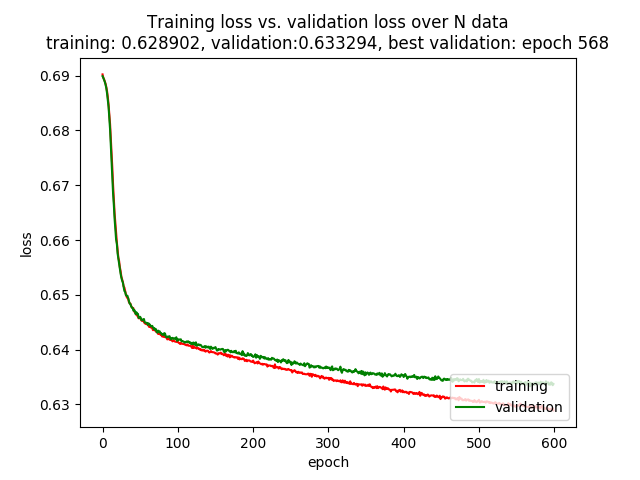 Training loss vs. validation loss over N data
training: 0.628902, validation:0.633294, best validation: epoch 568
0.69
0.68
0.67
0.66
0.65
0.64
0.63
loss
training
validation
0 100 200 300 400 500 600
epoch